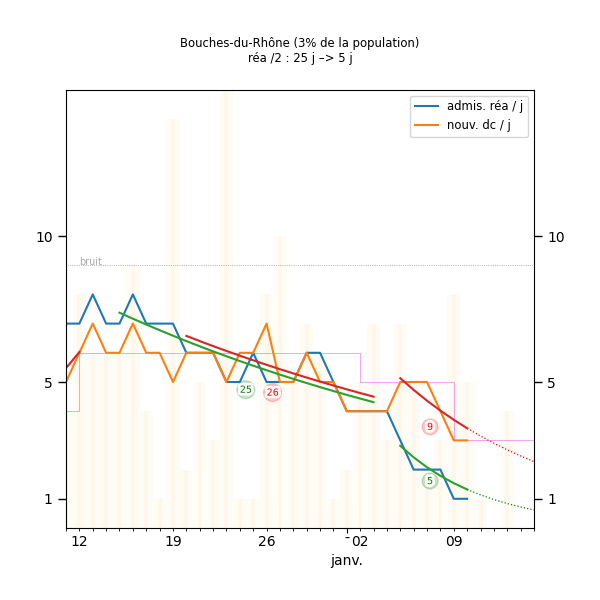 Bouches-du-Rhône (3% de la population)
réa /2 : 25 j –> 5 j
admis. réa / j
nouv. dc / j
10
10
bruit
5
5
25
26
9
5
1
1
12
19
26
02
09
janv.